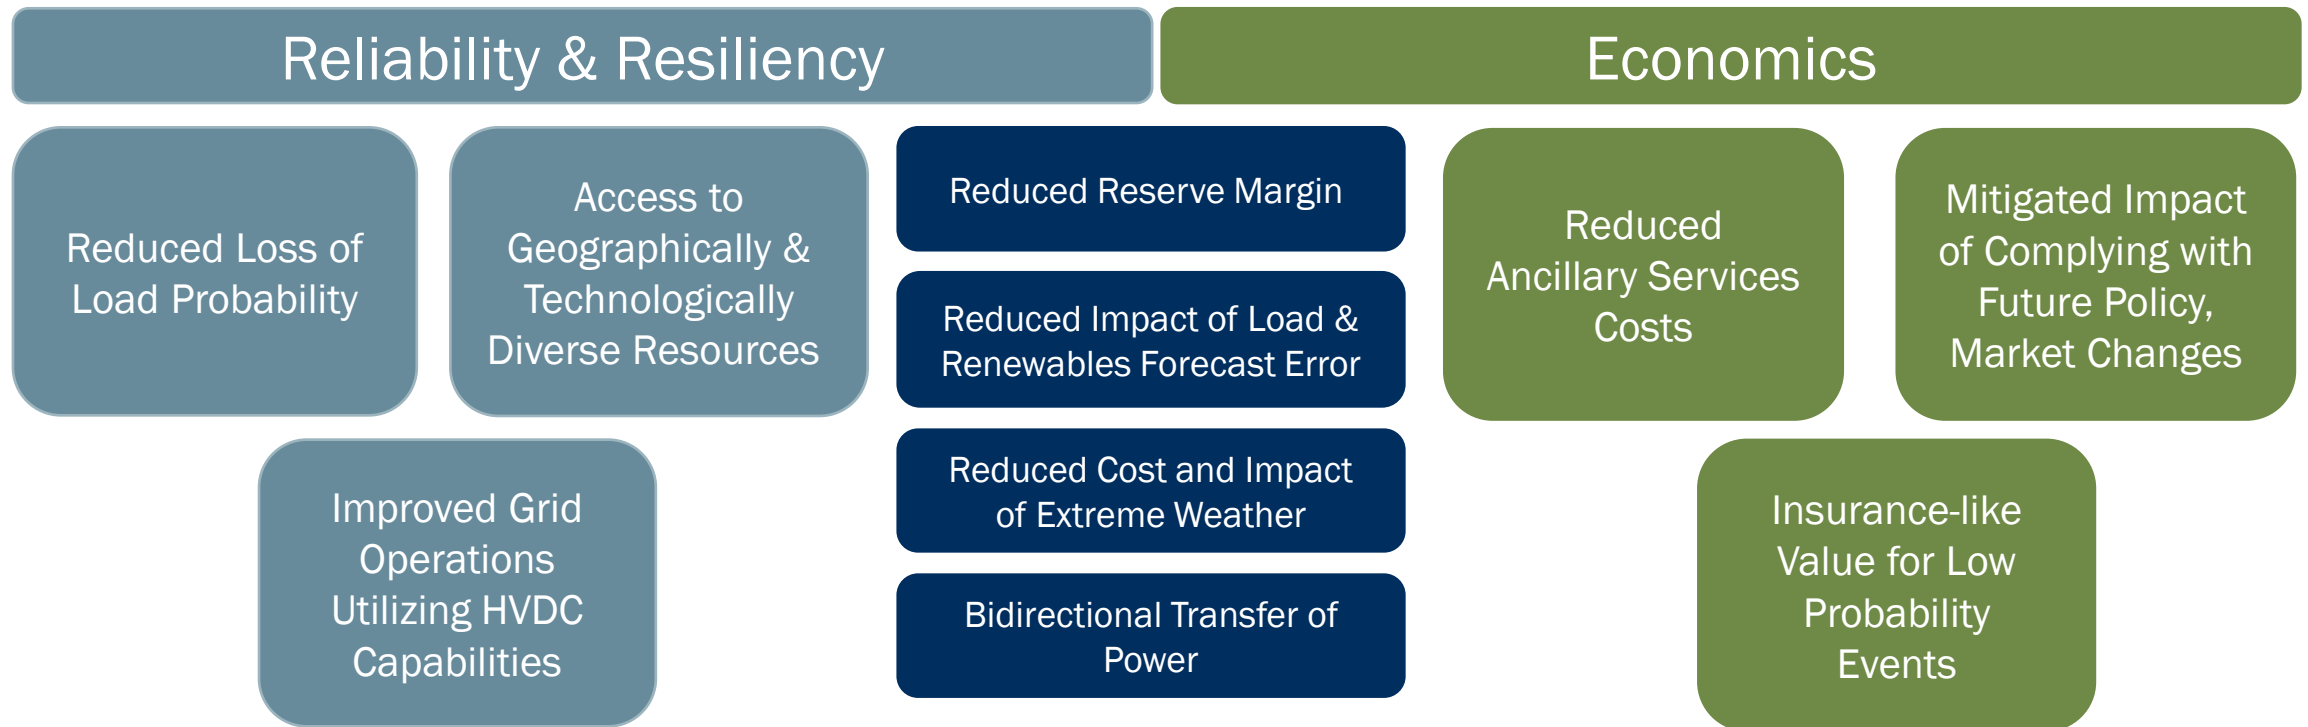 Reliability & Resiliency
Economics
Reduced Loss of
Load Probability
Access to
Geographically &
Technologically
Diverse Resources
Improved Grid
Operations
Utilizing HVDC
Capabilities
Reduced Reserve Margin
Reduced Impact of Load &
Renewables Forecast Error
Reduced Cost and Impact
of Extreme Weather
Bidirectional Transfer of
Power
Reduced
Ancillary Services
Costs
Mitigated Impact
of Complying with
Future Policy,
Market Changes
Insurance-like
Value for Low
Probability
Events